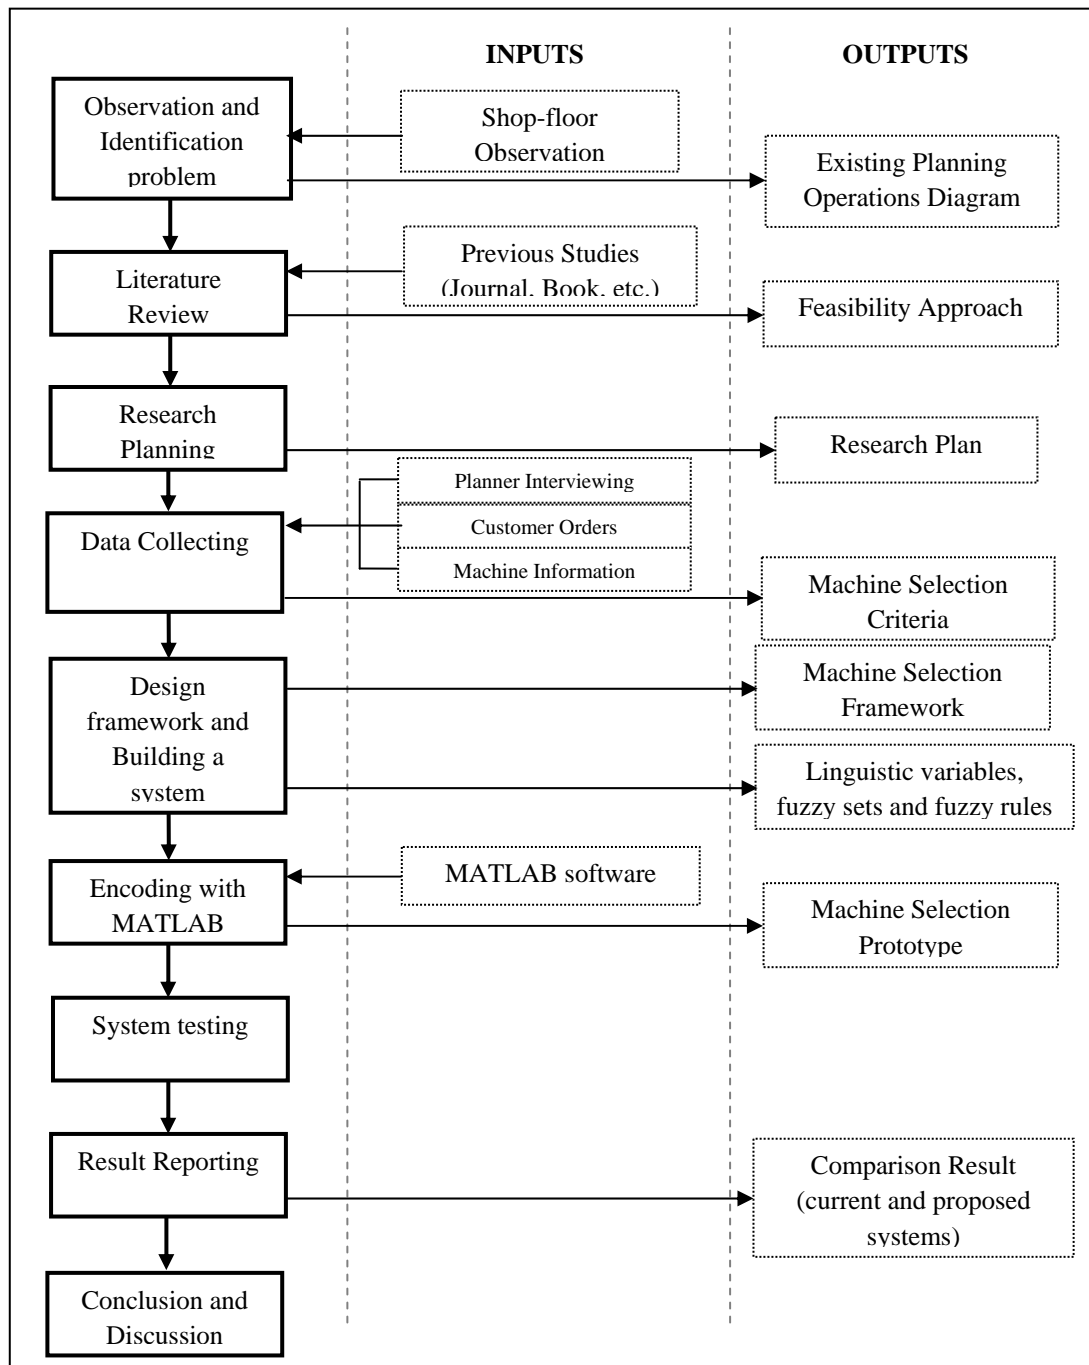 INPUTS
OUTPUTS
Observation and
Identification
problem
Shop-floor
Observation
Existing Planning
Operations Diagram
Literature
Review
Previous Studies
(Journal, Book, etc.)
Feasibility Approach
Research
Planning
Research Plan
Planner Interviewing
Customer Orders
Machine Information
Data Collecting
Machine Selection
Criteria
Design
framework and
Building a
system
Machine Selection
Framework
Linguistic variables,
fuzzy sets and fuzzy rules
Encoding with
MATLAB
MATLAB software
Machine Selection
Prototype
System testing
Result Reporting
Comparison Result
(current and proposed
systems)
Conclusion and
Discussion